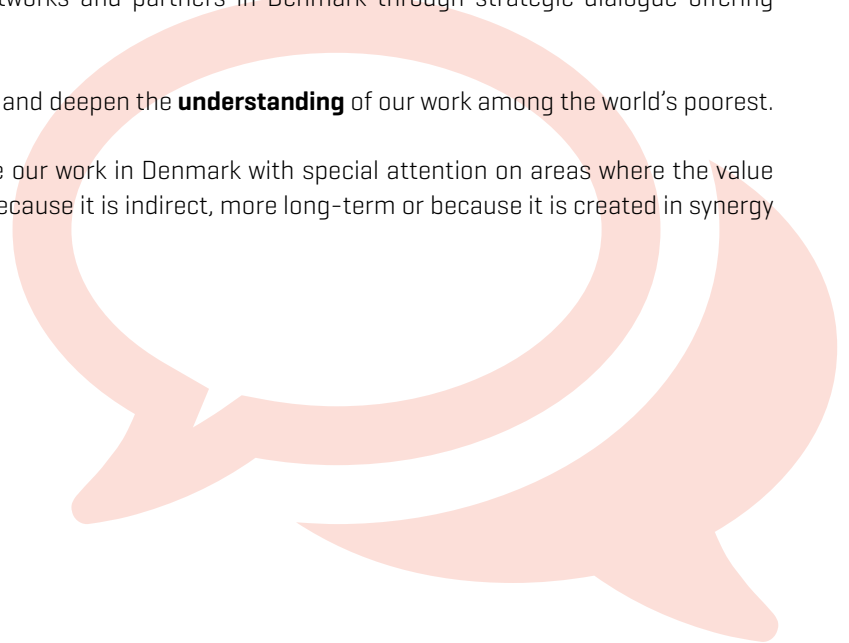 tworks and partners in Denmark through strategic dialogue offering
and deepen the understanding of our work among the world's poorest.
our work in Denmark with special attention on areas where the value
ecause it is indirect, more long-term or because it is created in synergy